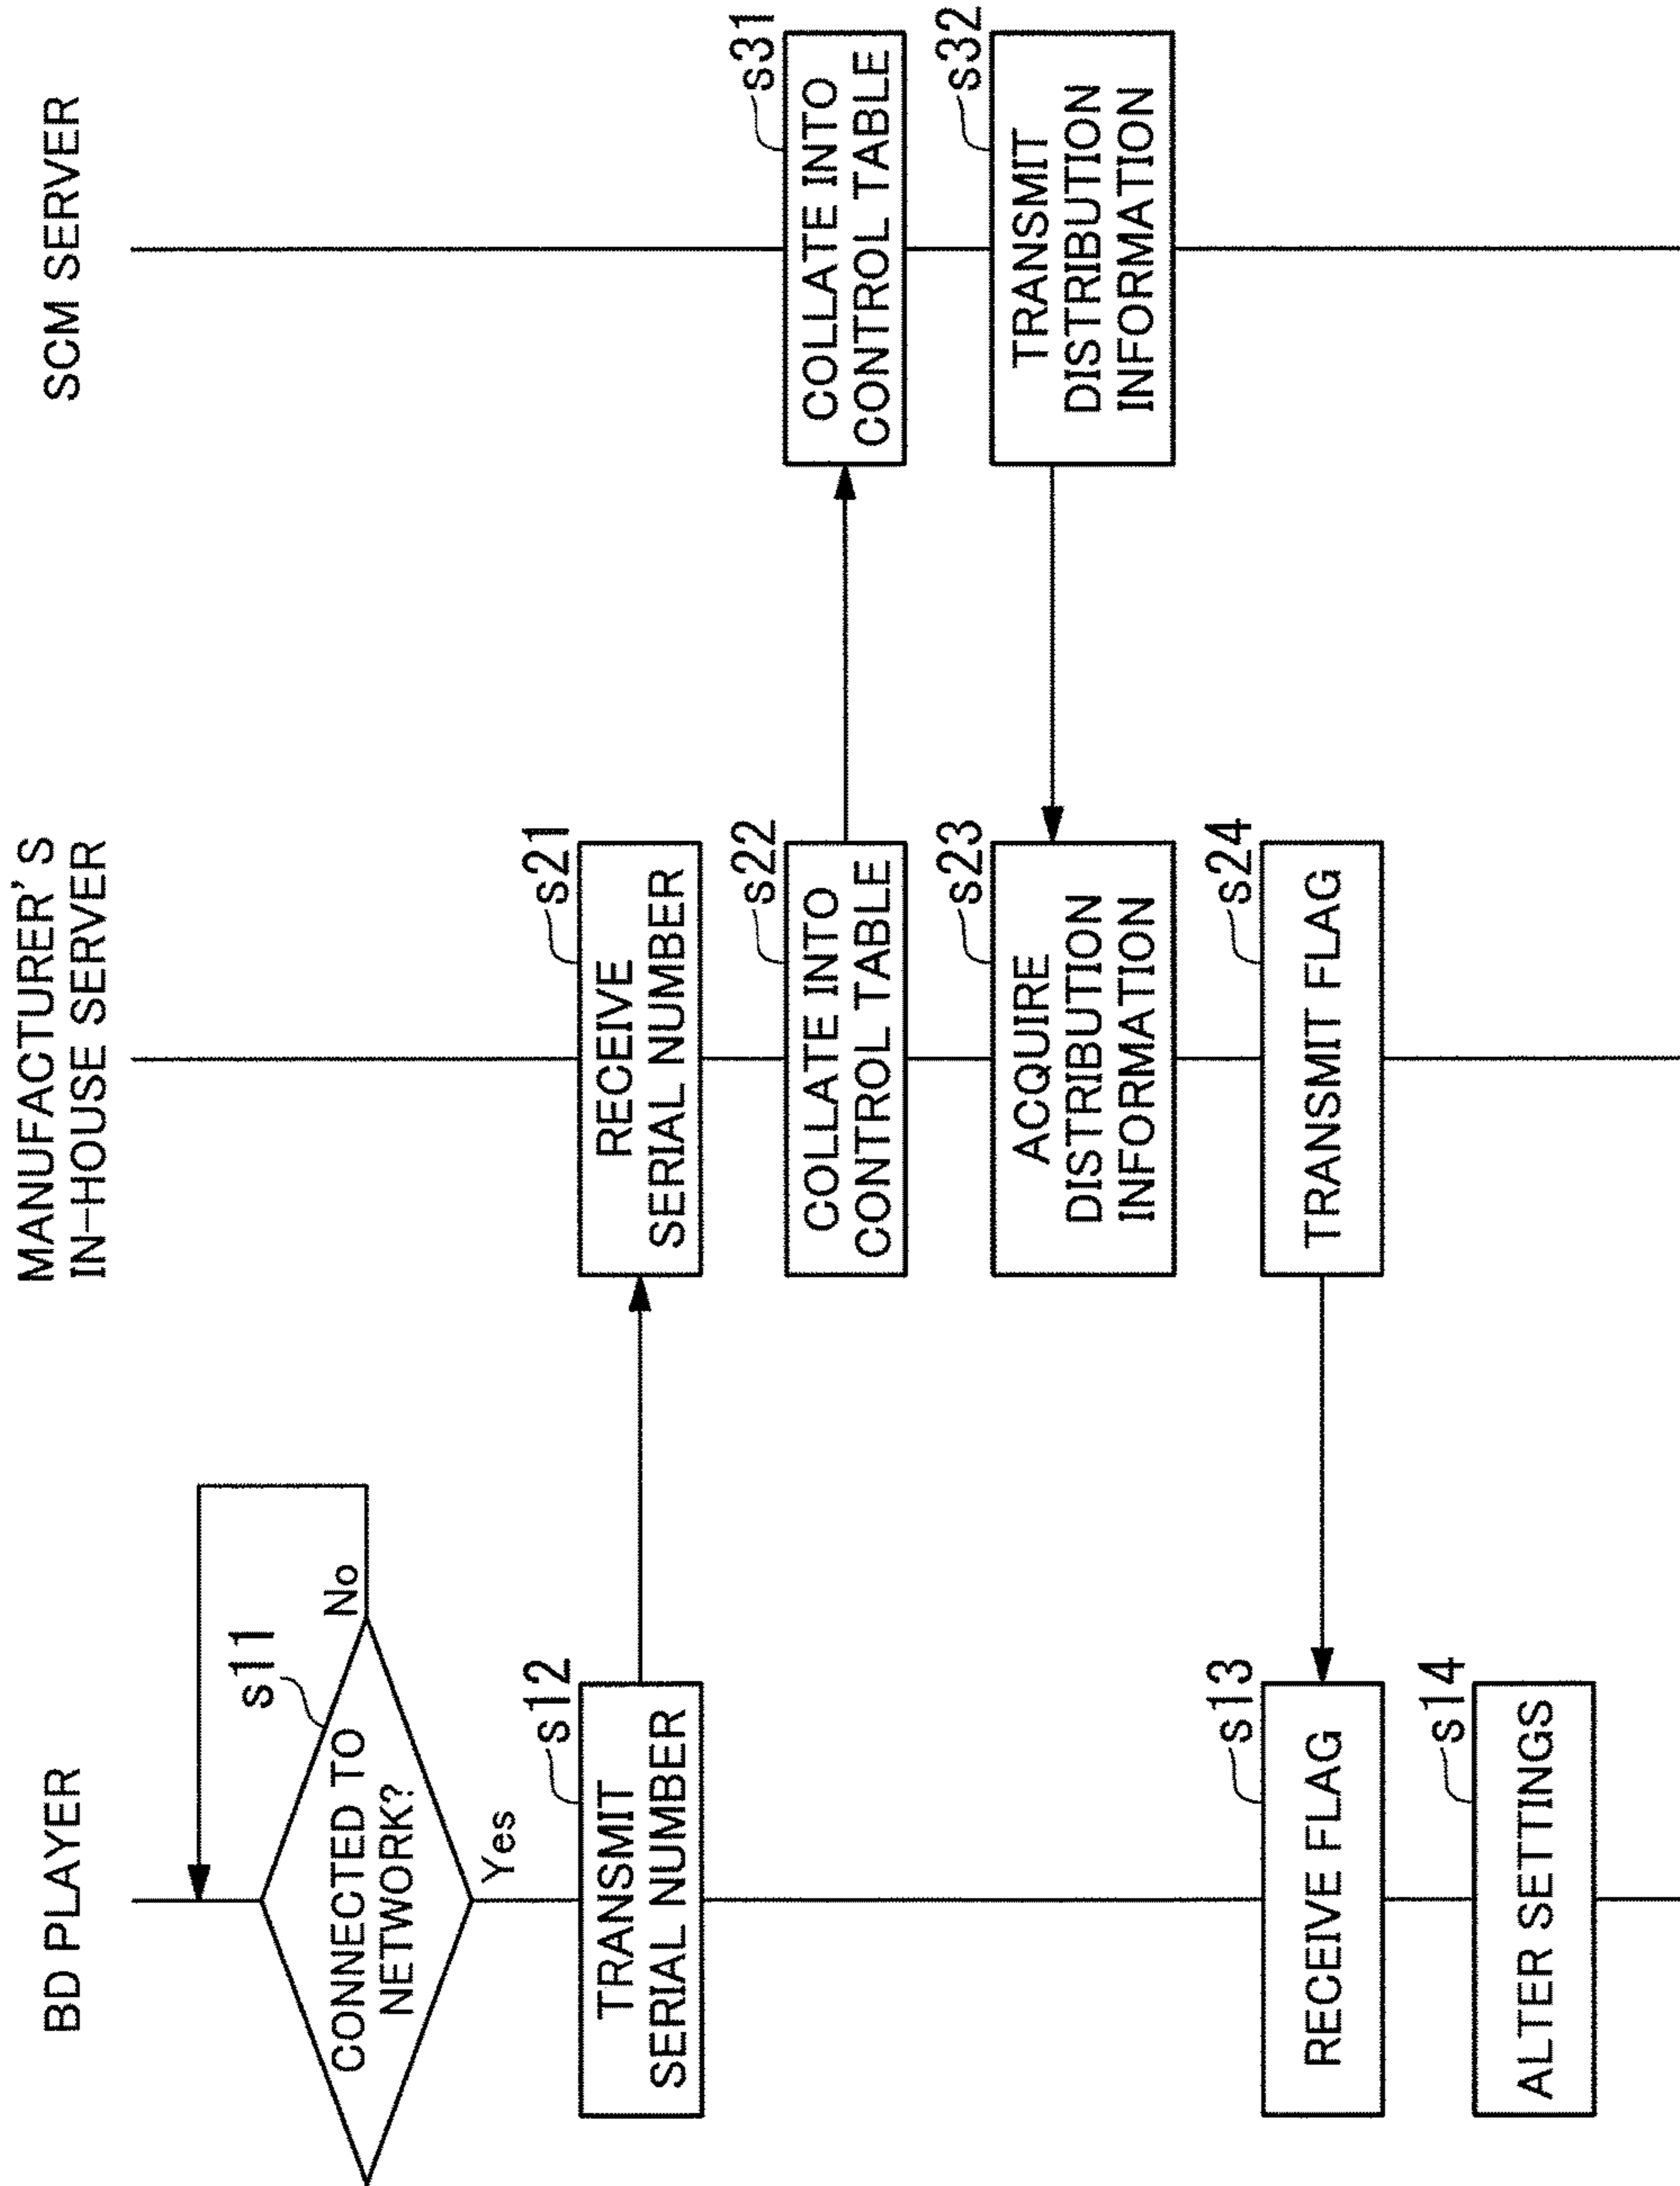 BD PLAYER
MANUFACTURER'S
IN-HOUSE SERVER
SCM SERVER
s11
CONNECTED TO
NETWORK?
No
Yes
s12
TRANSMIT
SERIAL NUMBER
s21
RECEIVE
SERIAL NUMBER
s22
COLLATE INTO
CONTROL TABLE
s31
COLLATE INTO
CONTROL TABLE
s23
ACQUIRE
DISTRIBUTION
INFORMATION
s32
TRANSMIT
DISTRIBUTION
INFORMATION
s13
RECEIVE FLAG
s24
TRANSMIT FLAG
s14
ALTER SETTINGS